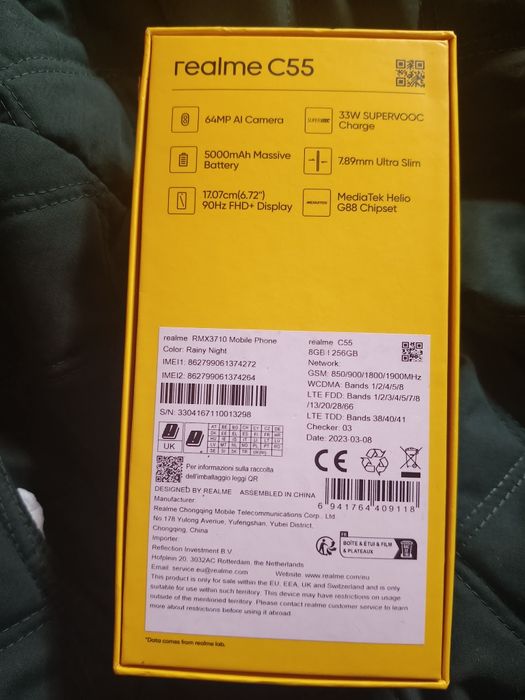 realme C55
64MP AI Camera
SUPERVOOC
33W SUPERVOOC
Charge
5000mAh Massive
Battery
7.89mm Ultra Slim
17.07cm(6.72")
90Hz FHD+ Display
MEDIATEK
MediaTek Helio
G88 Chipset
realme RMX3710 Mobile Phone
Color: Rainy Night
IMEI1: 862799061374272
IMEI2: 862799061374264
S/N: 3304167110013298
realme C55
8GB | 256GB
Network:
GSM: 850/900/1800/1900MHz
WCDMA: Bands 1/2/4/5/8
LTE FDD: Bands 1/2/3/4/5/7/8
/13/20/28/66
LTE TDD: Bands 38/40/41
Checker: 03
Date: 2023-03-08
UK
CE
Per informazioni sulla raccolta
dell'imballaggio leggi QR
6 941764 409118
DESIGNED BY REALME ASSEMBLED IN CHINA
Manufacturer:
Realme Chongqing Mobile Telecommunications Corp., Ltd.
No.178 Yulong Avenue, Yufengshan, Yubei District,
Chongqing, China
Importer:
Reflection Investment B.V.
Hofplein 20, 3032AC Rotterdam, the Netherlands
Email: service.eu@realme.com Website: www.realme.com/eu
FR
BOÎTE & ÉTUI & FILM
& PLATEAUX
This product is only for sale within the EU, EEA, UK and Switzerland and is only
suitable for use within such territory. This device may have restrictions on usage
outside of the mentioned territory. Please contact realme customer service to learn
more about restrictions before using it abroad.
*Data comes from realme lab.